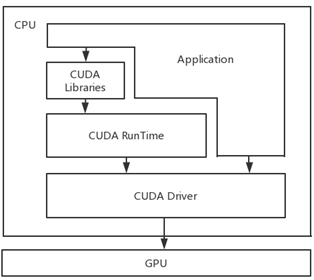 CPU
Application
CUDA
Libraries
CUDA RunTime
CUDA Driver
GPU